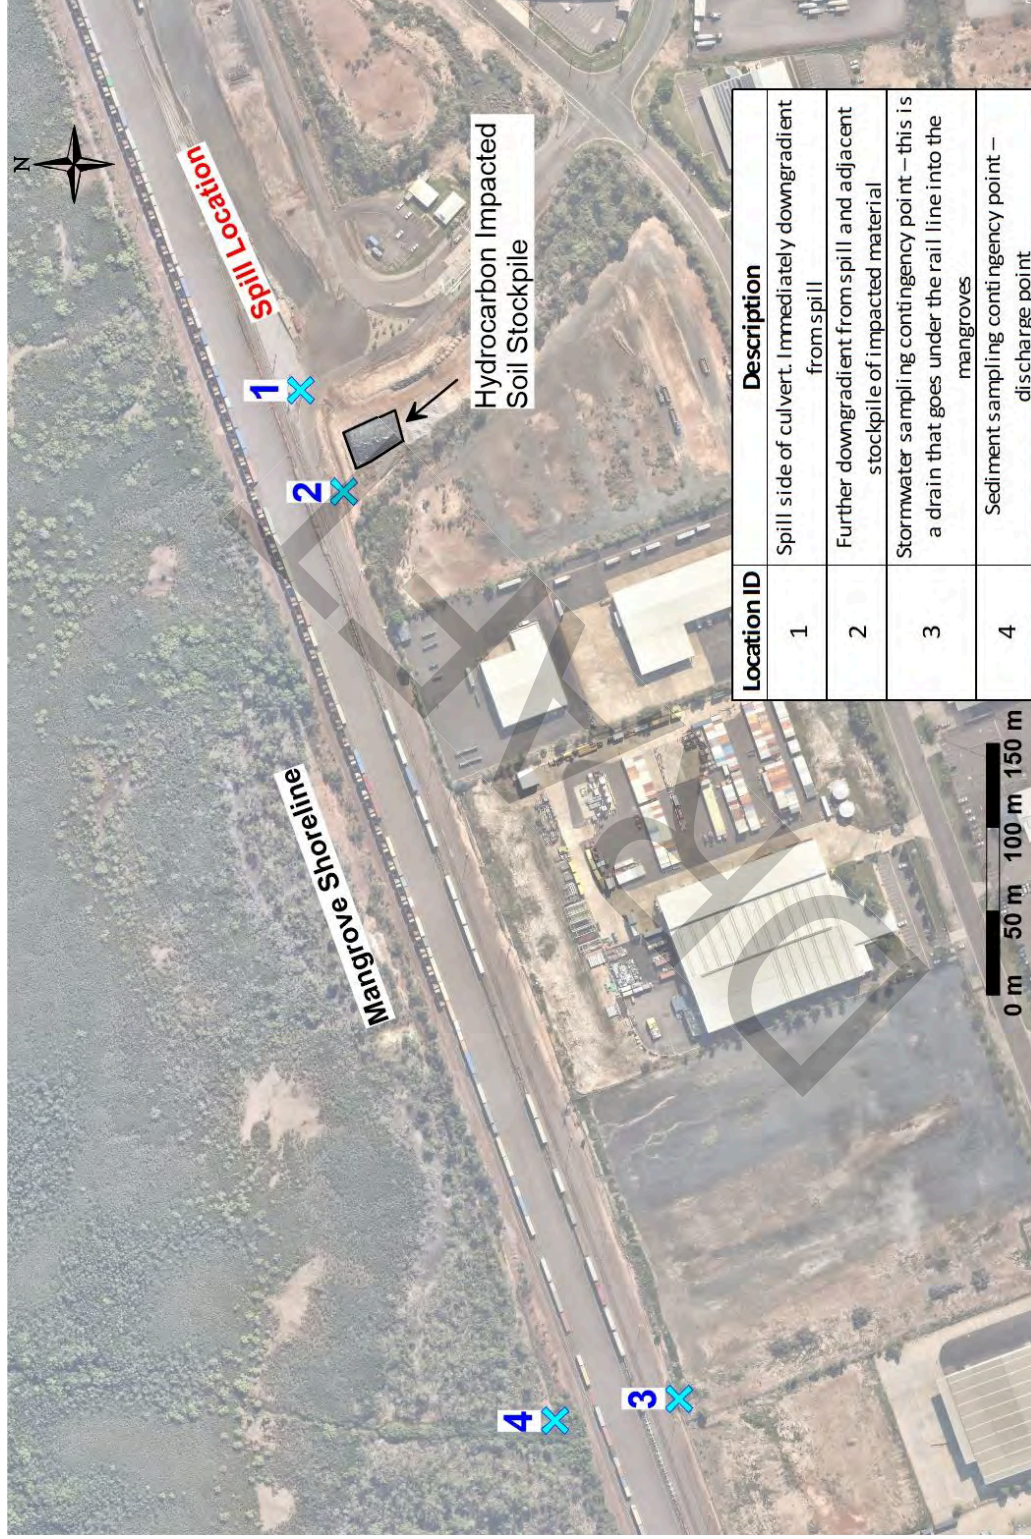 N
Spill Location
1
2
Hydrocarbon Impacted
Soil Stockpile
Mangrove Shoreline
3
4
DRAFT
Location ID Description
1 Spill side of culvert. Immediately downgradient
from spill
2 Further downgradient from spill and adjacent
stockpile of impacted material
3 Stormwater sampling contingency point – this is
a drain that goes under the rail line into the
mangroves
4 Sediment sampling contingency point –
discharge point
0 m 50 m 100 m 150 m